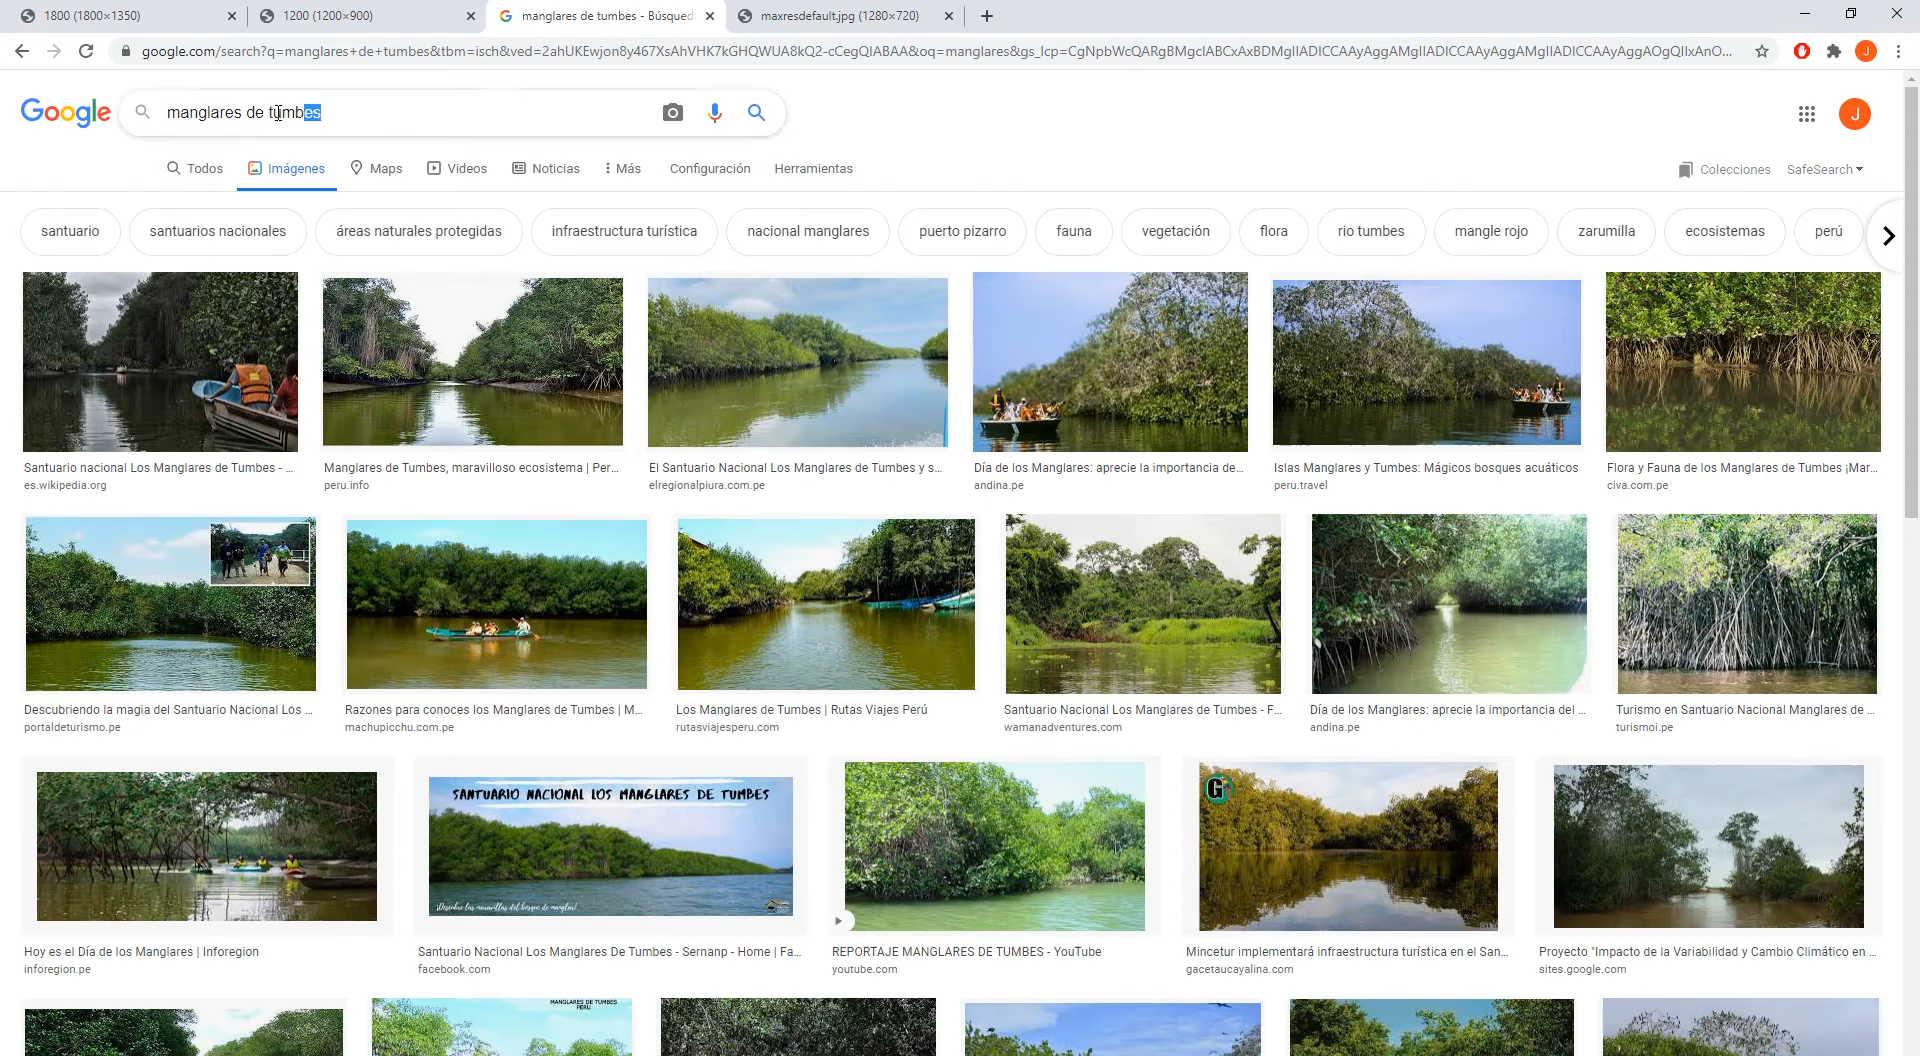 1800 (1800×1350)
1200 (1200×900)
manglares de tumbes - Búsqued
maxresdefault.jpg (1280×720)
google.com/search?q=manglares+de+tumbes&tbm=isch&ved=2ahUKEwjon8y467XsAhVHK7kGHQWUA8kQ2-cCegQIABAA&oq=manglares&gs_lcp=CgNpbWcQARgBMgcIABCxAxBDMgIIADICCAAyAggAMgIIADICCAAyAggAMgIIADICCAAyAggAOgQIIxAnO...
J
Google
manglares de tumbes
J
Todos
Imágenes
Maps
Videos
Noticias
Más
Configuración
Herramientas
Colecciones
SafeSearch
santuario
santuarios nacionales
áreas naturales protegidas
infraestructura turística
nacional manglares
puerto pizarro
fauna
vegetación
flora
rio tumbes
mangle rojo
zarumilla
ecosistemas
perú
Santuario nacional Los Manglares de Tumbes - ...
es.wikipedia.org
Manglares de Tumbes, maravilloso ecosistema | Per...
peru.info
El Santuario Nacional Los Manglares de Tumbes y s...
elregionalpiura.com.pe
Día de los Manglares: aprecie la importancia de...
andina.pe
Islas Manglares y Tumbes: Mágicos bosques acuáticos
peru.travel
Flora y Fauna de los Manglares de Tumbes ¡Mar...
civa.com.pe
Descubriendo la magia del Santuario Nacional Los ...
portaldeturismo.pe
Razones para conoces los Manglares de Tumbes | M...
machupicchu.com.pe
Los Manglares de Tumbes | Rutas Viajes Perú
rutasviajesperu.com
Santuario Nacional Los Manglares de Tumbes - F...
wamanadventures.com
Día de los Manglares: aprecie la importancia del ...
andina.pe
Turismo en Santuario Nacional Manglares de ...
turismoi.pe
SANTUARIO NACIONAL LOS MANGLARES DE TUMBES
¡Descubre las maravillas del bosque de manglar!
G
Hoy es el Día de los Manglares | Inforegion
inforegion.pe
Santuario Nacional Los Manglares De Tumbes - Sernanp - Home | Fa...
facebook.com
REPORTAJE MANGLARES DE TUMBES - YouTube
youtube.com
Mincetur implementará infraestructura turística en el San...
gacetaucayalina.com
Proyecto "Impacto de la Variabilidad y Cambio Climático en ...
sites.google.com
MANGLARES DE TUMBES
PERU